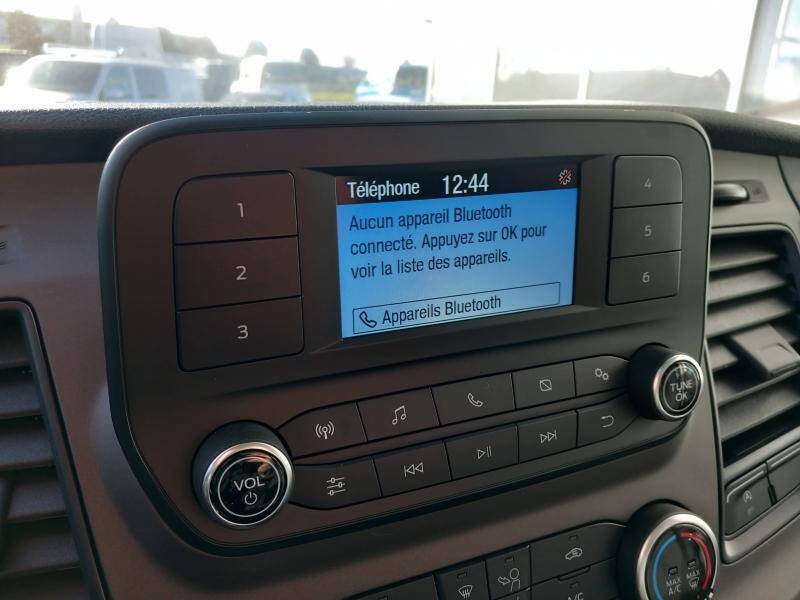 Téléphone 12:44
Aucun appareil Bluetooth
connecté. Appuyez sur OK pour
voir la liste des appareils.
Appareils Bluetooth
1
2
3
4
5
6
VOL
TUNE
OK
MAX
A/C
MAX
A/C